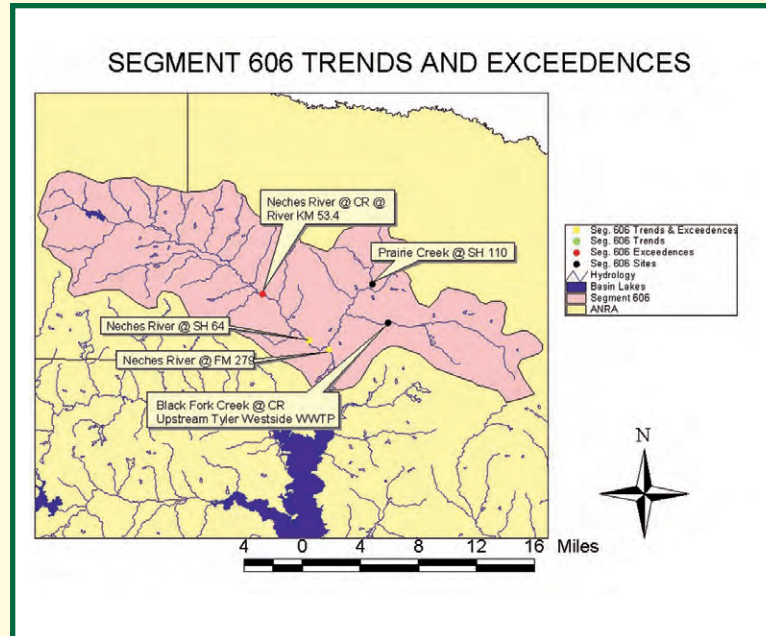 SEGMENT 606 TRENDS AND EXCEEDENCES
Neches River @ CR @
River KM 53.4
Prairie Creek @ SH 110
Neches River @ SH 64
Neches River @ FM 279
Black Fork Creek @ CR
Upstream Tyler Westside WWTP
Seg. 606 Trends & Exceedences
Seg. 606 Trends
Seg. 606 Exceedences
Seg. 606 Sites
Hydrology
Basin Lakes
Segment 606
ANRA
N
4 0 4 8 12 16 Miles